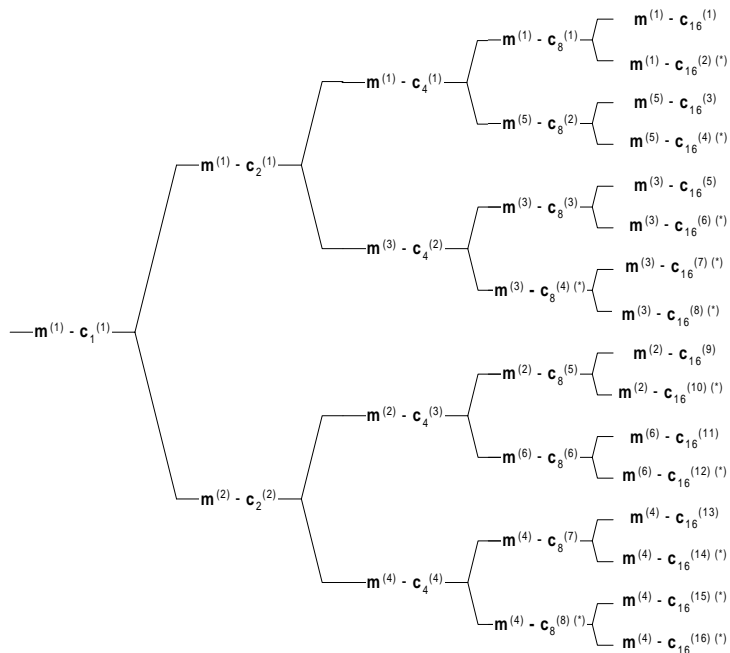 m(1) - c16(1)
m(1) - c8(1)
m(1) - c16(2) (*)
m(1) - c4(1)
m(5) - c16(3)
m(5) - c8(2)
m(5) - c16(4) (*)
m(1) - c2(1)
m(3) - c16(5)
m(3) - c8(3)
m(3) - c16(6) (*)
m(3) - c4(2)
m(3) - c16(7) (*)
m(3) - c8(4) (*)
m(3) - c16(8) (*)
m(1) - c1(1)
m(2) - c16(9)
m(2) - c8(5)
m(2) - c16(10) (*)
m(2) - c4(3)
m(6) - c16(11)
m(6) - c8(6)
m(6) - c16(12) (*)
m(2) - c2(2)
m(4) - c16(13)
m(4) - c8(7)
m(4) - c16(14) (*)
m(4) - c4(4)
m(4) - c16(15) (*)
m(4) - c8(8) (*)
m(4) - c16(16) (*)